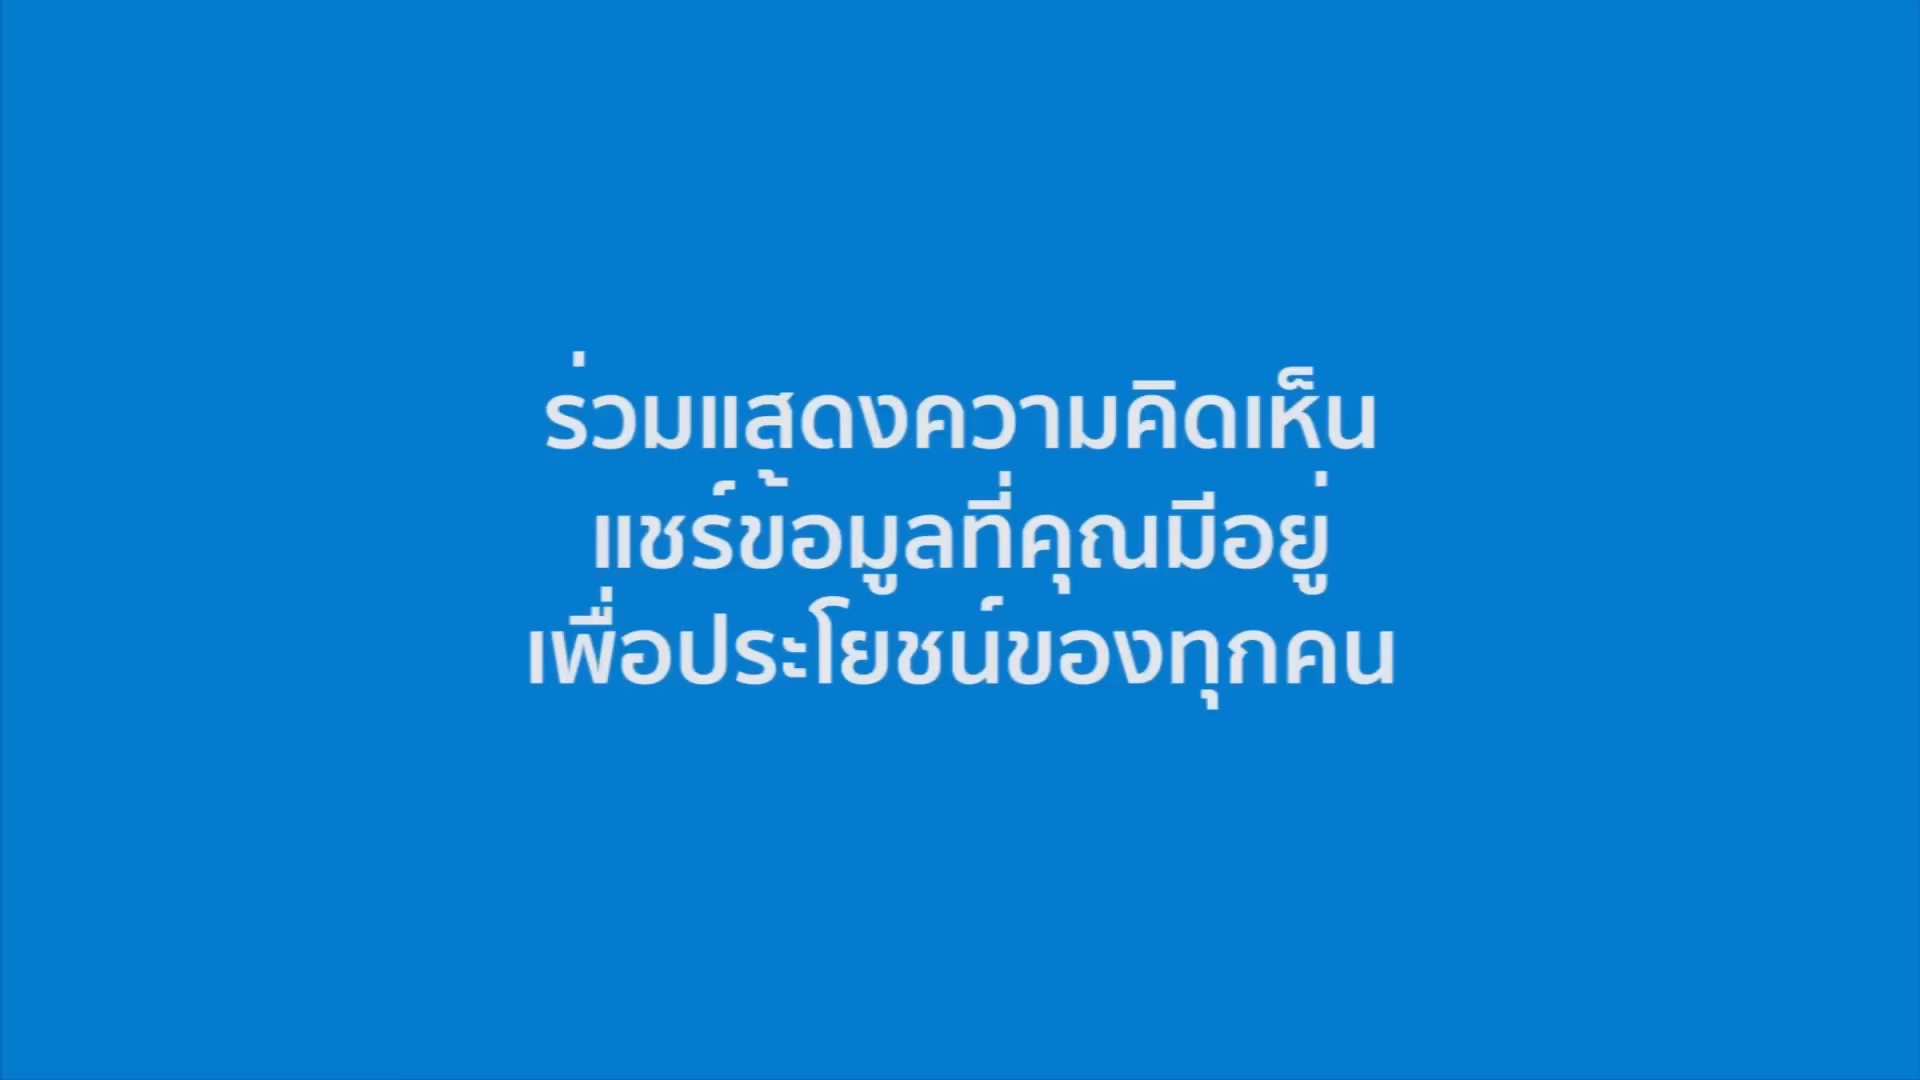 ร่วมแสดงความคิดเห็น
แชร์ข้อมูลที่คุณมีอยู่
เพื่อประโยชน์ของทุกคน